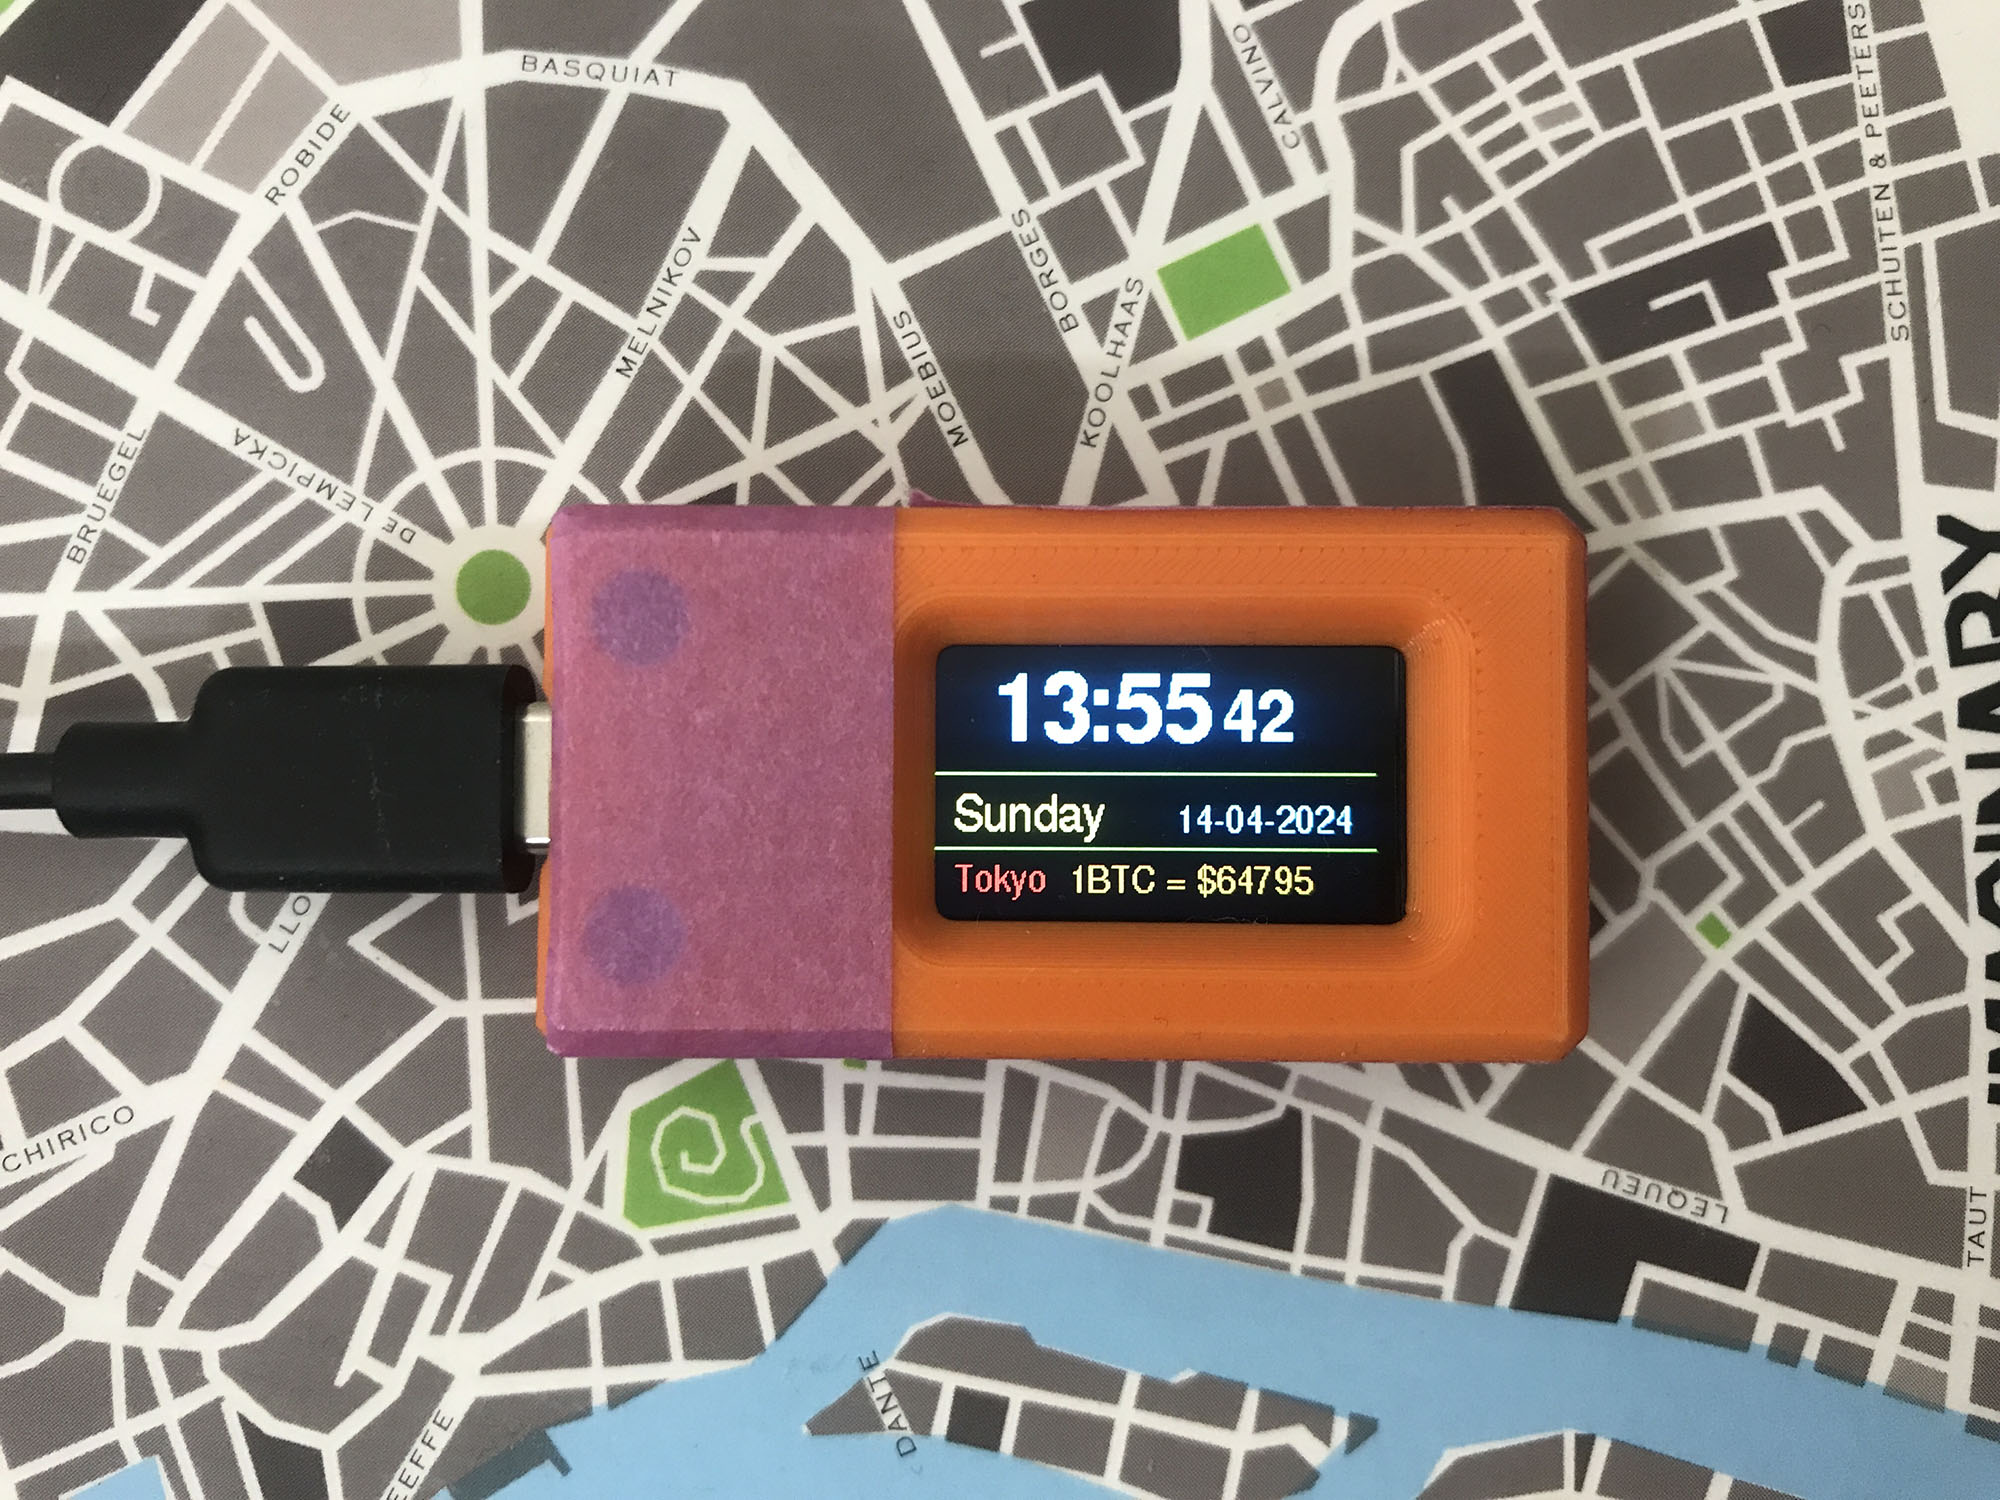 BASQUIAT
CALVINO
SCHUITEN & PEETERS
ROBIDE
MELNIKOV
BORGES
KOOLHAAS
MOEBIUS
BRUEGEL
DE LEMPICKA
IMAGINARY
13:55 42
Sunday 14-04-2024
Tokyo 1BTC = $64795
LLO
CHIRICO
LEQUEU
TAUT
DANTE
EEFFE